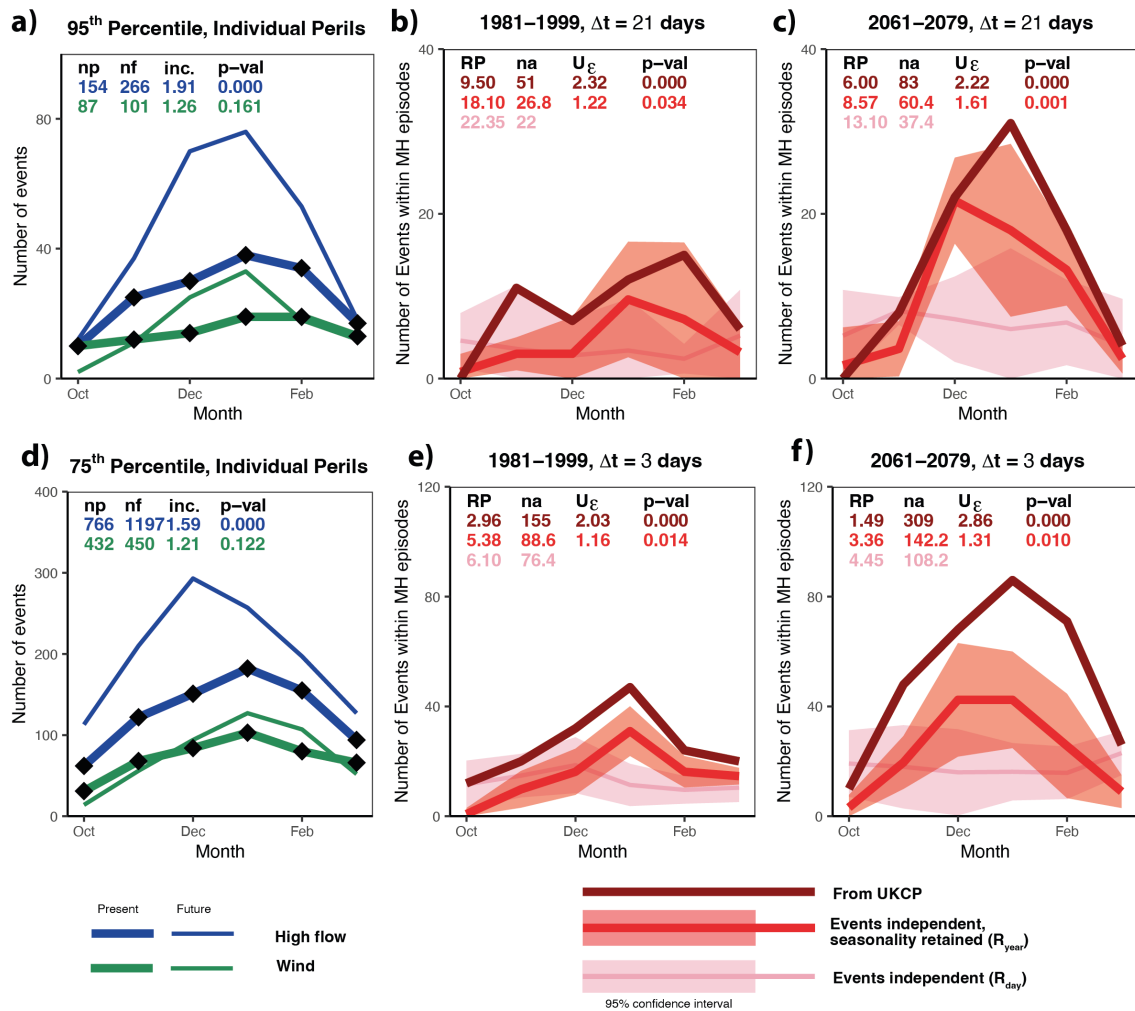 a)
95th Percentile, Individual Perils
np nf inc. p–val
154 266 1.91 0.000
87 101 1.26 0.161
Number of events
80
40
0
Oct Dec Feb
Month
b)
1981–1999, Δt = 21 days
RP na Uε p–val
9.50 51 2.32 0.000
18.10 26.8 1.22 0.034
22.35 22
Number of Events within MH episodes
40
20
0
Oct Dec Feb
Month
c)
2061–2079, Δt = 21 days
RP na Uε p–val
6.00 83 2.22 0.000
8.57 60.4 1.61 0.001
13.10 37.4
Number of Events within MH episodes
40
20
0
Oct Dec Feb
Month
d)
75th Percentile, Individual Perils
np nf inc. p–val
766 1197 1.59 0.000
432 450 1.21 0.122
Number of events
400
300
200
100
0
Oct Dec Feb
Month
e)
1981–1999, Δt = 3 days
RP na Uε p–val
2.96 155 2.03 0.000
5.38 88.6 1.16 0.014
6.10 76.4
Number of Events within MH episodes
120
80
40
0
Oct Dec Feb
Month
f)
2061–2079, Δt = 3 days
RP na Uε p–val
1.49 309 2.86 0.000
3.36 142.2 1.31 0.010
4.45 108.2
Number of Events within MH episodes
120
80
40
0
Oct Dec Feb
Month
Present Future
High flow
Wind
From UKCP
Events independent,
seasonality retained (Ryear)
Events independent (Rday)
95% confidence interval